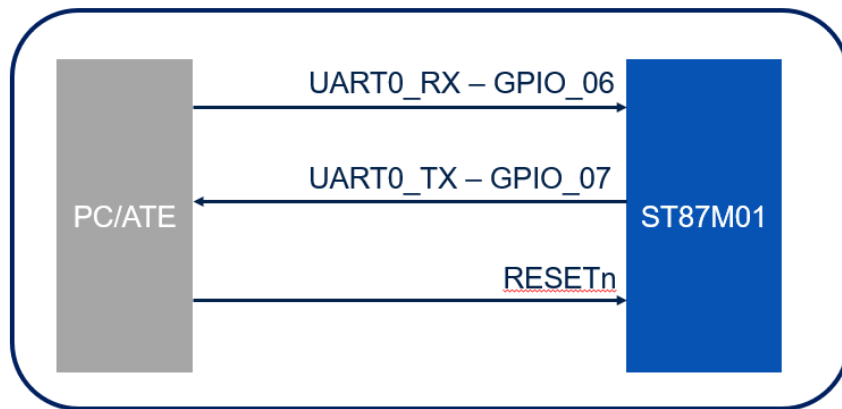 UART0_RX – GPIO_06
UART0_TX – GPIO_07
PC/ATE
ST87M01
RESETn